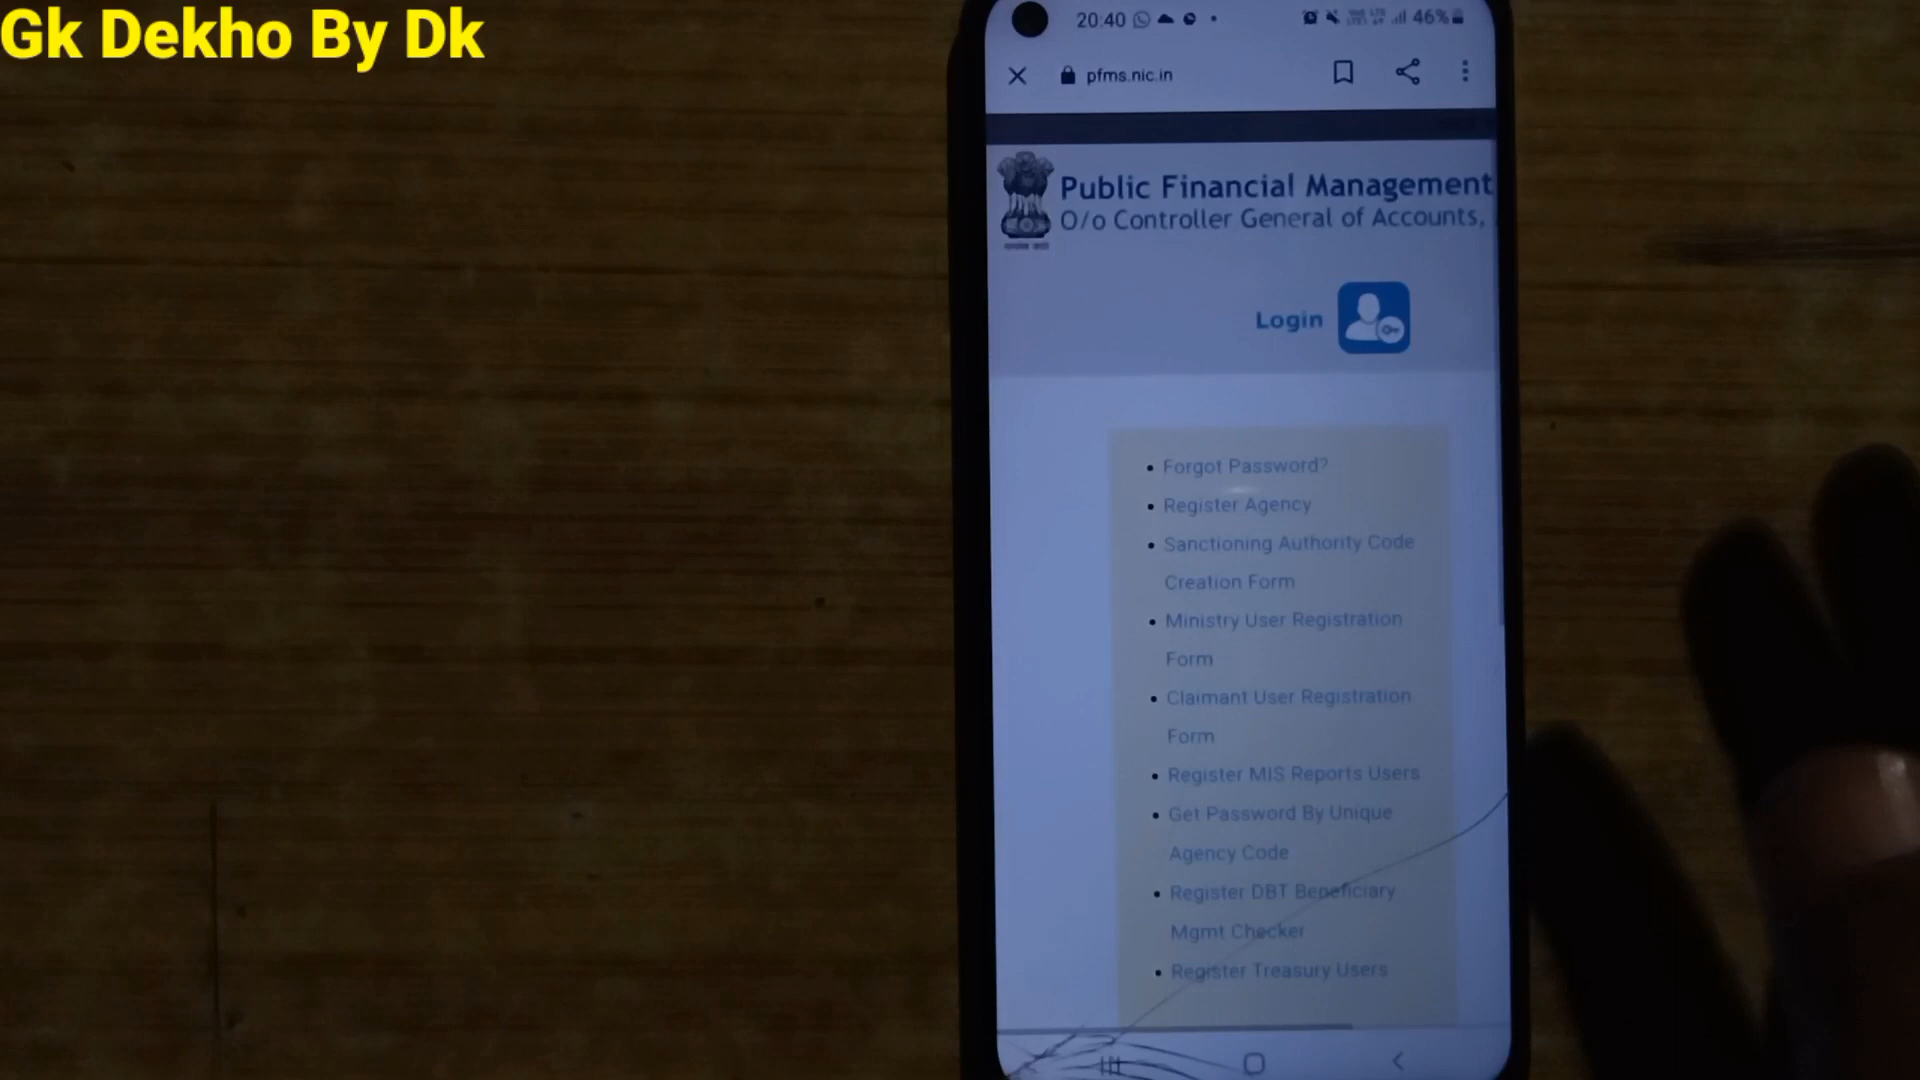 Gk Dekho By Dk
20:40
46%
pfms.nic.in
Public Financial Management
O/o Controller General of Accounts,
Login
Forgot Password?
Register Agency
Sanctioning Authority Code
Creation Form
Ministry User Registration
Form
Claimant User Registration
Form
Register MIS Reports Users
Get Password By Unique
Agency Code
Register DBT Beneficiary
Mgmt Checker
Register Treasury Users